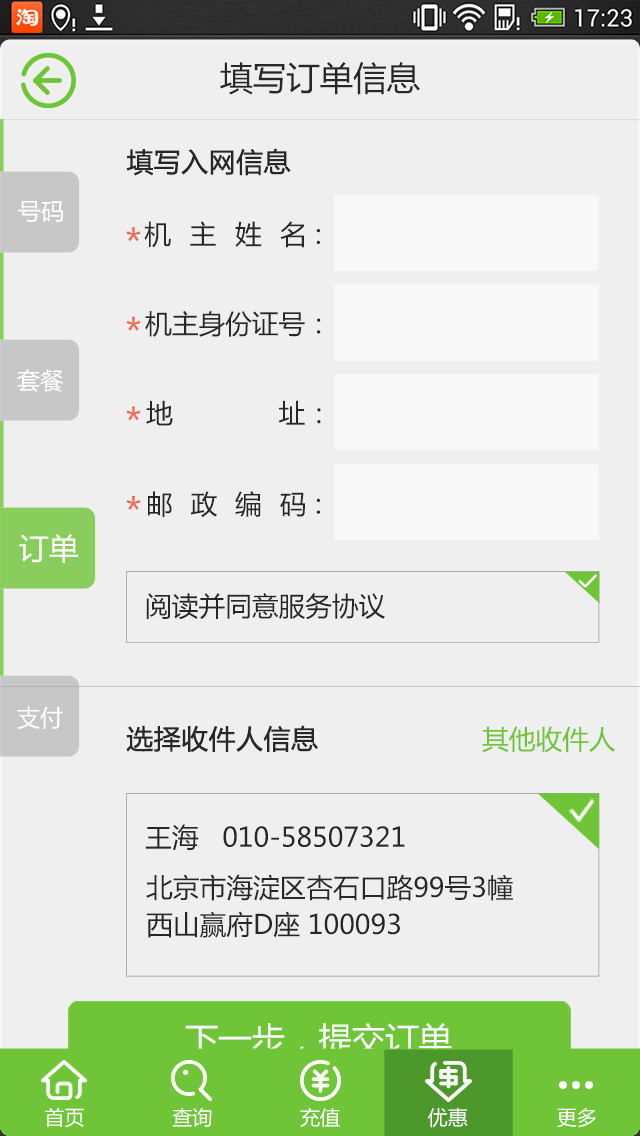 淘 17:23
填写订单信息
填写入网信息
号码
*机主姓名:
*机主身份证号:
套餐
*地址:
*邮政编码:
订单
阅读并同意服务协议
支付
选择收件人信息 其他收件人
王海 010-58507321
北京市海淀区杏石口路99号3幢
西山赢府D座 100093
下一步，提交订单
首页 查询 充值 优惠 更多